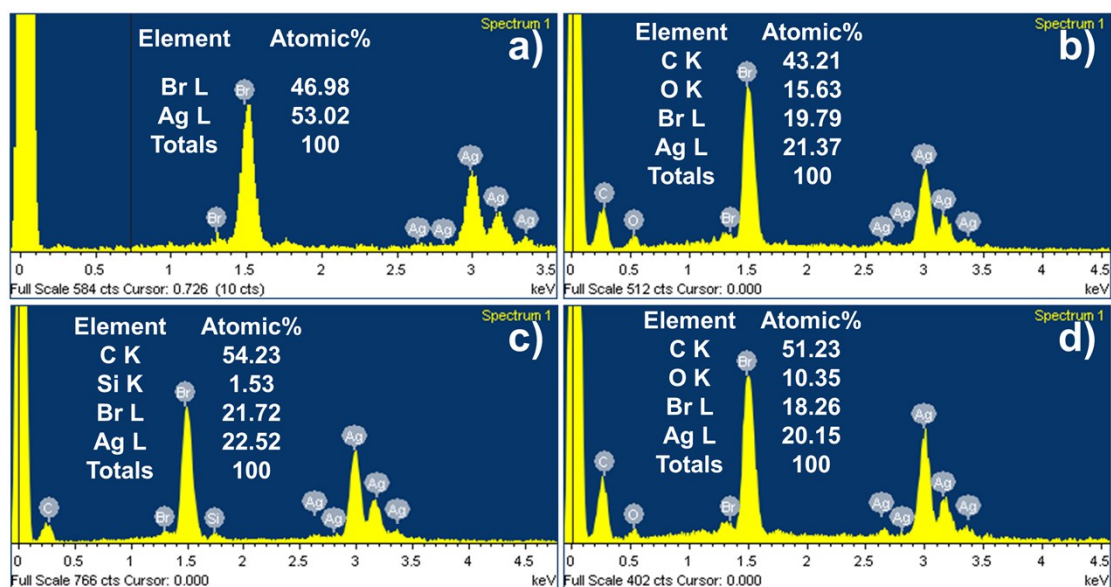 Spectrum 1
a)
Element Atomic%
Br L 46.98
Ag L 53.02
Totals 100
Br
Br
Ag
Ag
Ag
Ag
Ag
0 0.5 1 1.5 2 2.5 3 3.5
Full Scale 584 cts Cursor: 0.726 (10 cts) keV
Spectrum 1
b)
Element Atomic%
C K 43.21
O K 15.63
Br L 19.79
Ag L 21.37
Totals 100
C
O
Br
Br
Ag
Ag
Ag
Ag
Ag
0 0.5 1 1.5 2 2.5 3 3.5 4 4.5
Full Scale 512 cts Cursor: 0.000 keV
Spectrum 1
c)
Element Atomic%
C K 54.23
Si K 1.53
Br L 21.72
Ag L 22.52
Totals 100
C
Br
Br
Si
Ag
Ag
Ag
Ag
Ag
0 0.5 1 1.5 2 2.5 3 3.5 4 4.5
Full Scale 766 cts Cursor: 0.000 keV
Spectrum 1
d)
Element Atomic%
C K 51.23
O K 10.35
Br L 18.26
Ag L 20.15
Totals 100
C
O
Br
Br
Ag
Ag
Ag
Ag
Ag
0 0.5 1 1.5 2 2.5 3 3.5 4 4.5
Full Scale 402 cts Cursor: 0.000 keV